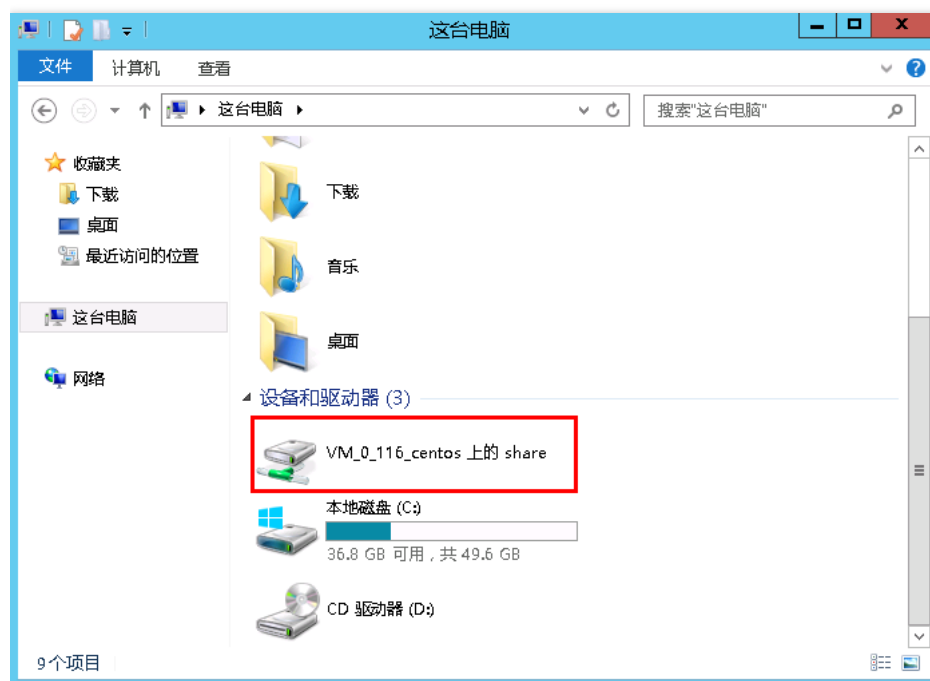 这台电脑
文件 计算机 查看
这台电脑
搜索"这台电脑"
收藏夹
下载
桌面
最近访问的位置
这台电脑
网络
下载
音乐
桌面
设备和驱动器 (3)
VM_0_116_centos 上的 share
本地磁盘 (C:)
36.8 GB 可用，共 49.6 GB
CD 驱动器 (D:)
9 个项目